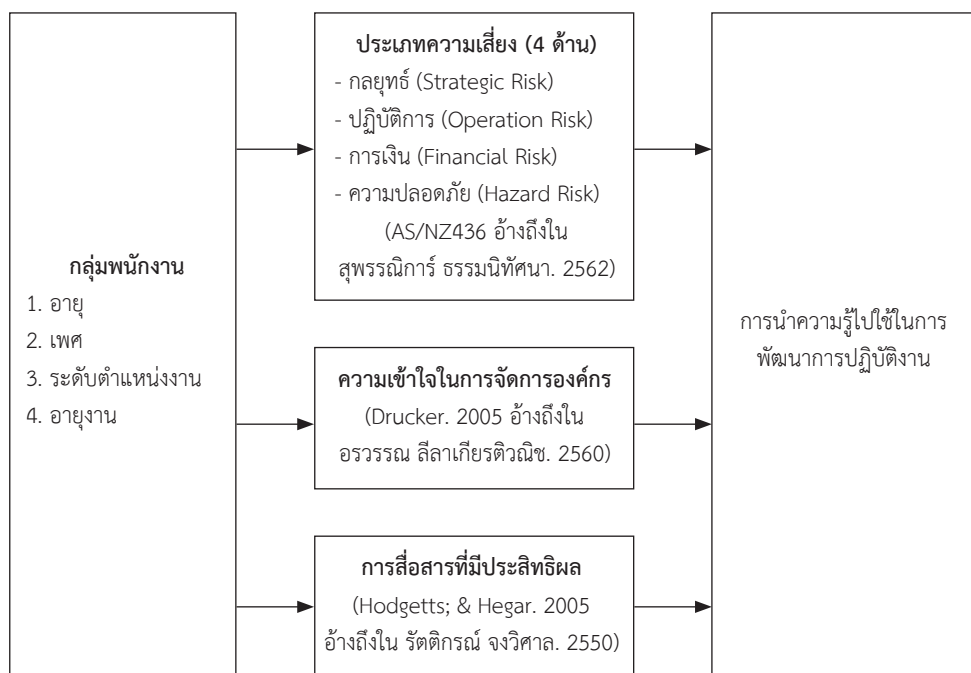 กลุ่มพนักงาน
1. อายุ
2. เพศ
3. ระดับตำแหน่งงาน
4. อายุงาน
ประเภทความเสี่ยง (4 ด้าน)
- กลยุทธ์ (Strategic Risk)
- ปฏิบัติการ (Operation Risk)
- การเงิน (Financial Risk)
- ความปลอดภัย (Hazard Risk)
(AS/NZ436 อ้างถึงใน
สุพรรณิการ์ ธรรมนิทัศนา. 2562)
ความเข้าใจในการจัดการองค์กร
(Drucker. 2005 อ้างถึงใน
อรวรรณ ลีลาเกียรติวณิช. 2560)
การสื่อสารที่มีประสิทธิผล
(Hodgetts; & Hegar. 2005
อ้างถึงใน รัตติกรณ์ จงวิศาล. 2550)
การนำความรู้ไปใช้ในการ
พัฒนาการปฏิบัติงาน